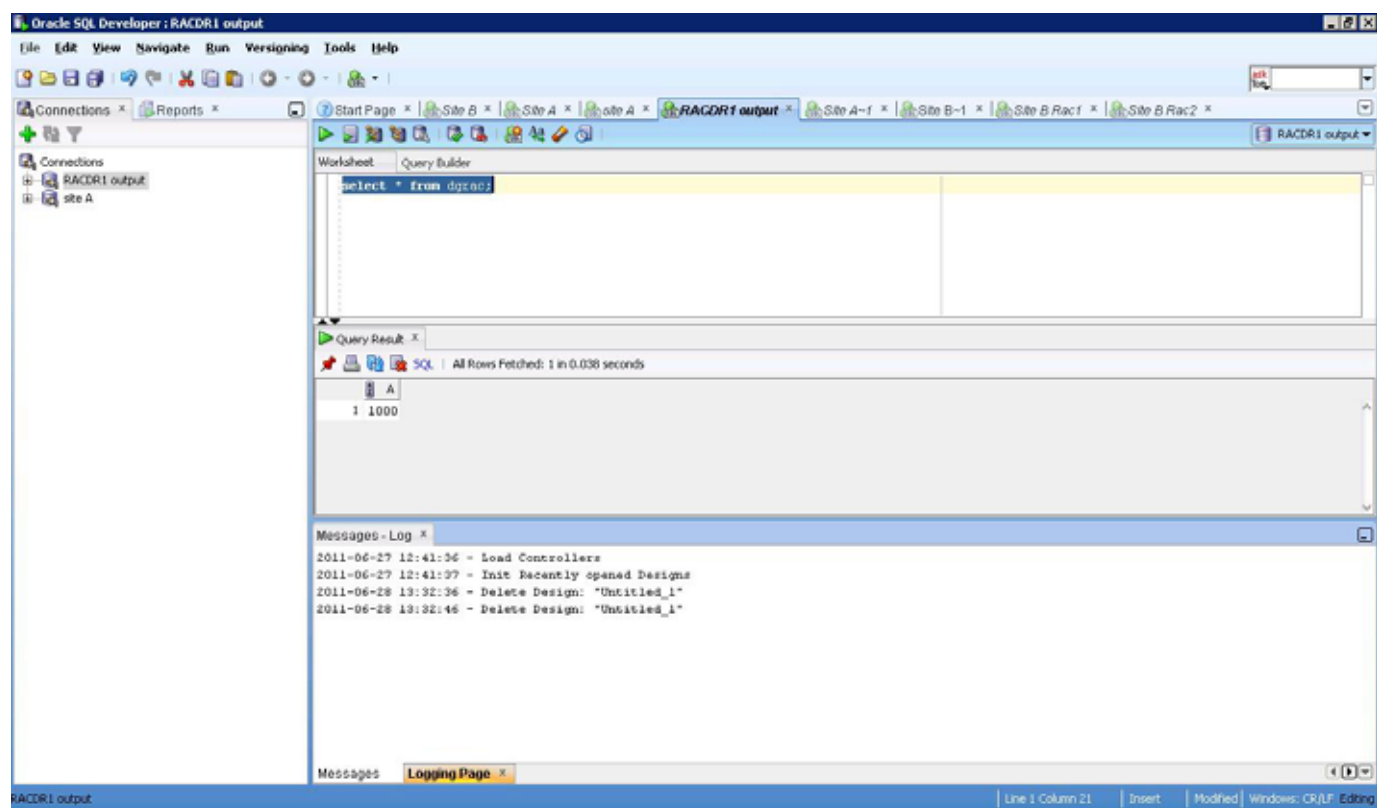 Oracle SQL Developer : RACDR1 output
File Edit View Navigate Run Versioning Tools Help
Connections
Reports
Start Page
Site B
Site A
site A
RACDR1 output
Site A~1
Site B~1
Site B Rac1
Site B Rac2
RACDR1 output
Connections
RACDR1 output
site A
Worksheet Query Builder
select * from dgrac;
Query Result
SQL | All Rows Fetched: 1 in 0.038 seconds
A
1 1000
Messages - Log
2011-06-27 12:41:36 - Load Controllers
2011-06-27 12:41:37 - Init Recently opened Designs
2011-06-28 13:32:36 - Delete Design: "Untitled_1"
2011-06-28 13:32:46 - Delete Design: "Untitled_1"
Messages Logging Page
RACDR1 output
Line 1 Column 21 | Insert | Modified | Windows: CR/LF Editing